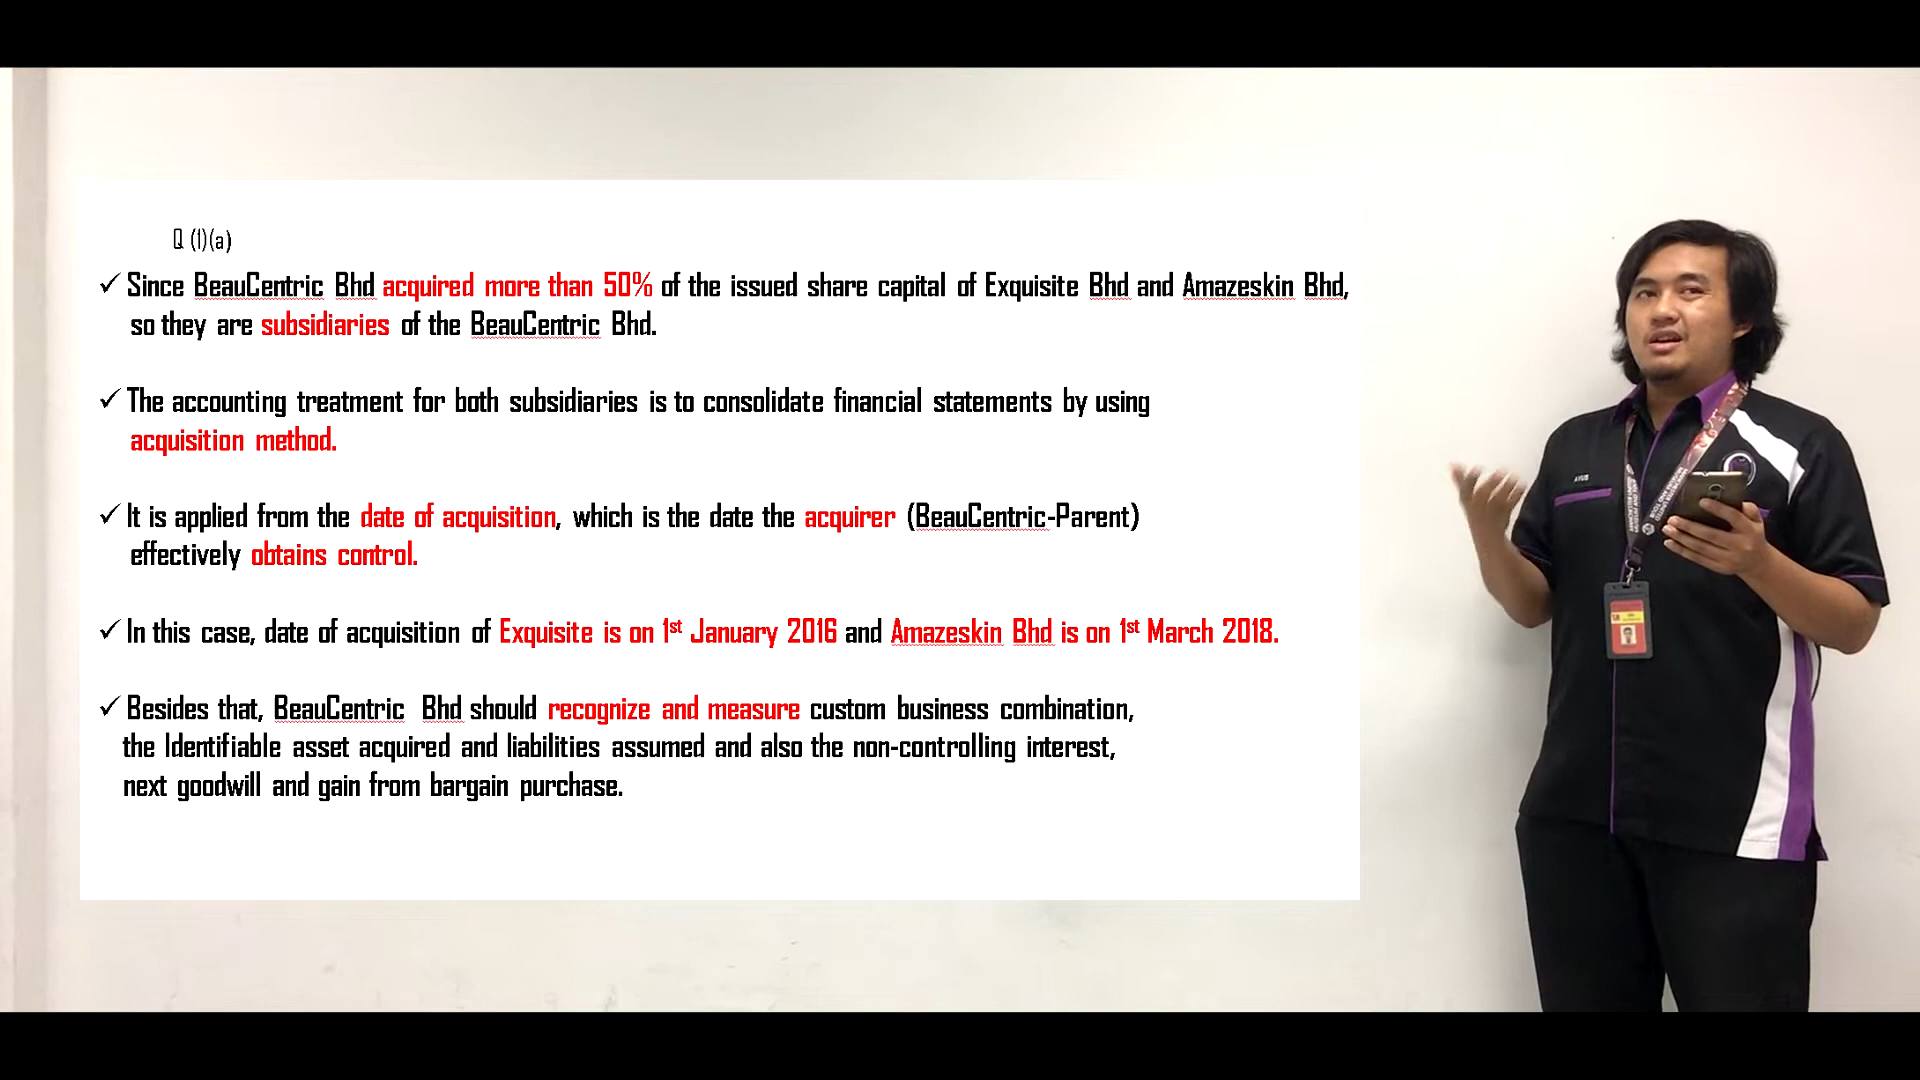 Q (1)(a)
✓ Since BeauCentric Bhd acquired more than 50% of the issued share capital of Exquisite Bhd and Amazeskin Bhd,
so they are subsidiaries of the BeauCentric Bhd.
✓ The accounting treatment for both subsidiaries is to consolidate financial statements by using
acquisition method.
✓ It is applied from the date of acquisition, which is the date the acquirer (BeauCentric-Parent)
effectively obtains control.
✓ In this case, date of acquisition of Exquisite is on 1st January 2016 and Amazeskin Bhd is on 1st March 2018.
✓ Besides that, BeauCentric Bhd should recognize and measure custom business combination,
the Identifiable asset acquired and liabilities assumed and also the non-controlling interest,
next goodwill and gain from bargain purchase.
AYUB